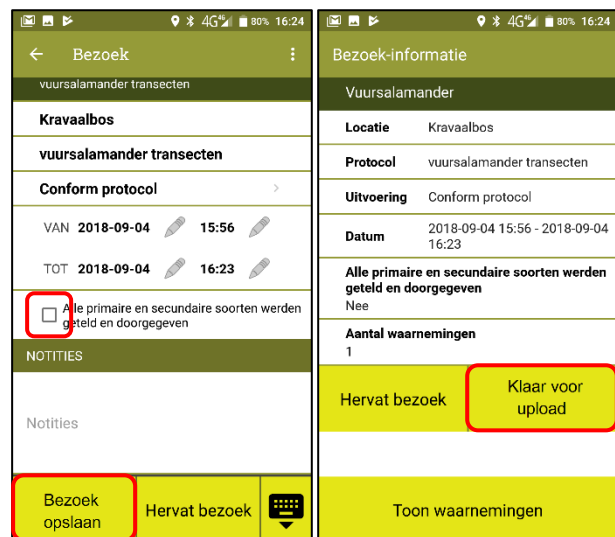 80% 16:24
Bezoek
vuursalamander transecten
Kravaalbos
vuursalamander transecten
Conform protocol
VAN 2018-09-04 15:56
TOT 2018-09-04 16:23
Alle primaire en secundaire soorten werden
geteld en doorgegeven
NOTITIES
Notities
Bezoek
opslaan
Hervat bezoek
4G 80% 16:24
Bezoek-informatie
Vuursalamander
Locatie Kravaalbos
Protocol vuursalamander transecten
Uitvoering Conform protocol
Datum 2018-09-04 15:56 - 2018-09-04
16:23
Alle primaire en secundaire soorten werden
geteld en doorgegeven
Nee
Aantal waarnemingen
1
Hervat bezoek
Klaar voor
upload
Toon waarnemingen